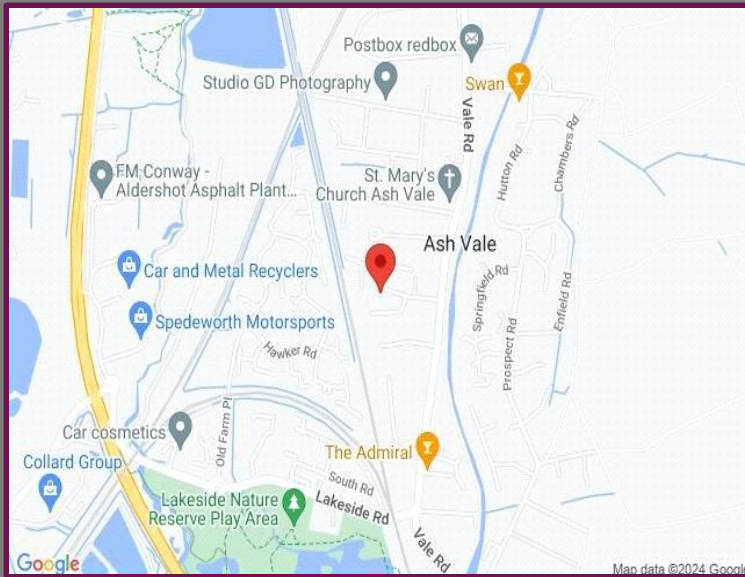 Postbox redbox
Studio GD Photography
Swan
Vale Rd
Hutton Rd
Chambers Rd
FM Conway -
Aldershot Asphalt Plant...
St. Mary's
Church Ash Vale
Ash Vale
Car and Metal Recyclers
Springfield Rd
Enfield Rd
Spedeworth Motorsports
Prospect Rd
Hawker Rd
Old Farm Pl
Car cosmetics
The Admiral
Collard Group
South Rd
Lakeside Nature
Reserve Play Area
Lakeside Rd
Vale Rd
Google
Map data ©2024 Google